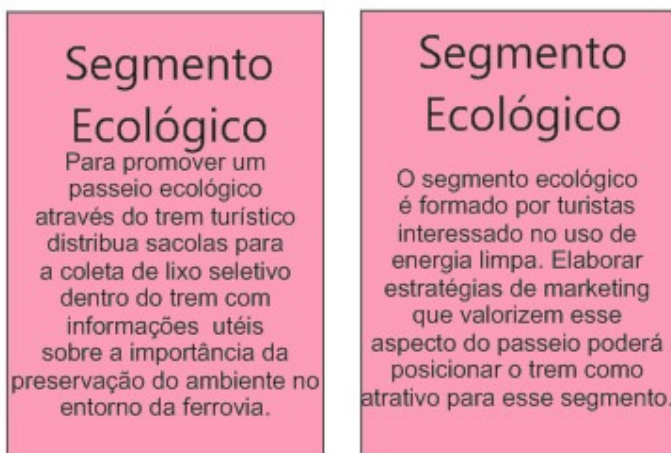 Segmento
Ecológico
Para promover um
passeio ecológico
através do trem turístico
distribua sacolas para
a coleta de lixo seletivo
dentro do trem com
informações utéis
sobre a importância da
preservação do ambiente no
entorno da ferrovia.
Segmento
Ecológico
O segmento ecológico
é formado por turistas
interessado no uso de
energia limpa. Elaborar
estratégias de marketing
que valorizem esse
aspecto do passeio poderá
posicionar o trem como
atrativo para esse segmento.